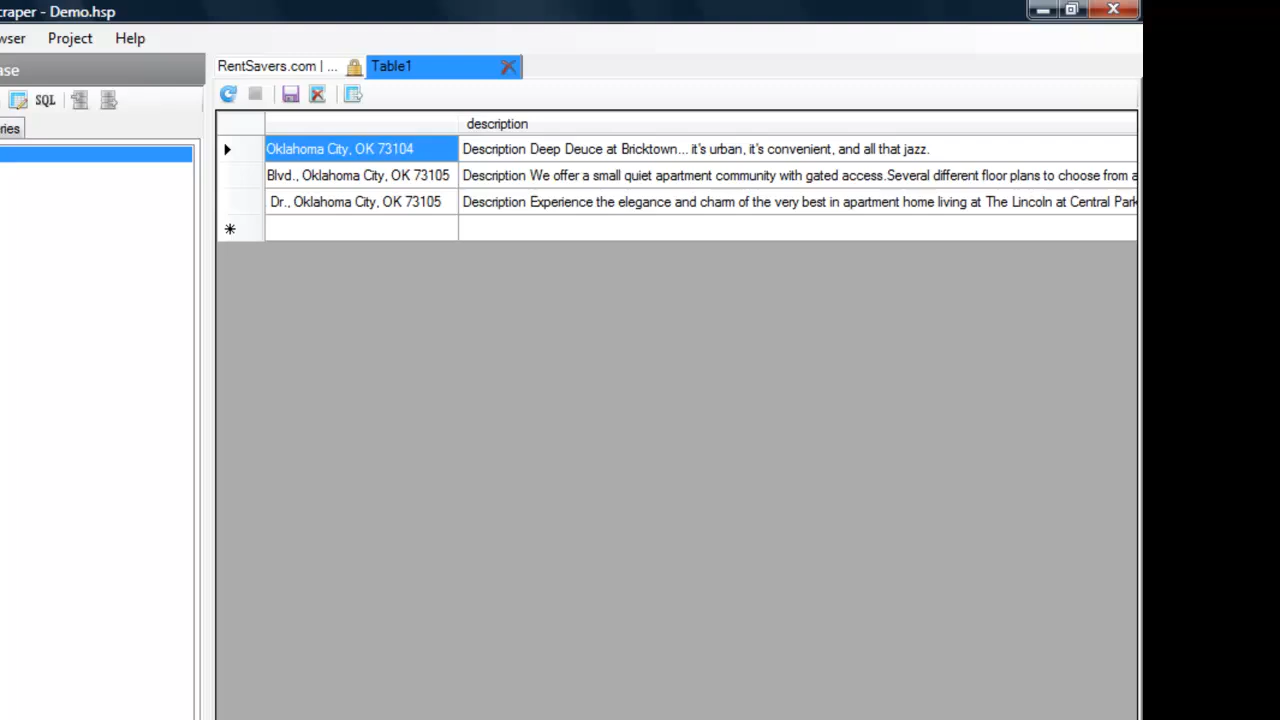 craper - Demo.hsp
wser Project Help
ase
RentSavers.com | ... Table1
SQL
ries
description
Oklahoma City, OK 73104 Description Deep Deuce at Bricktown... it's urban, it's convenient, and all that jazz.
Blvd., Oklahoma City, OK 73105 Description We offer a small quiet apartment community with gated access.Several different floor plans to choose from a
Dr., Oklahoma City, OK 73105 Description Experience the elegance and charm of the very best in apartment home living at The Lincoln at Central Park